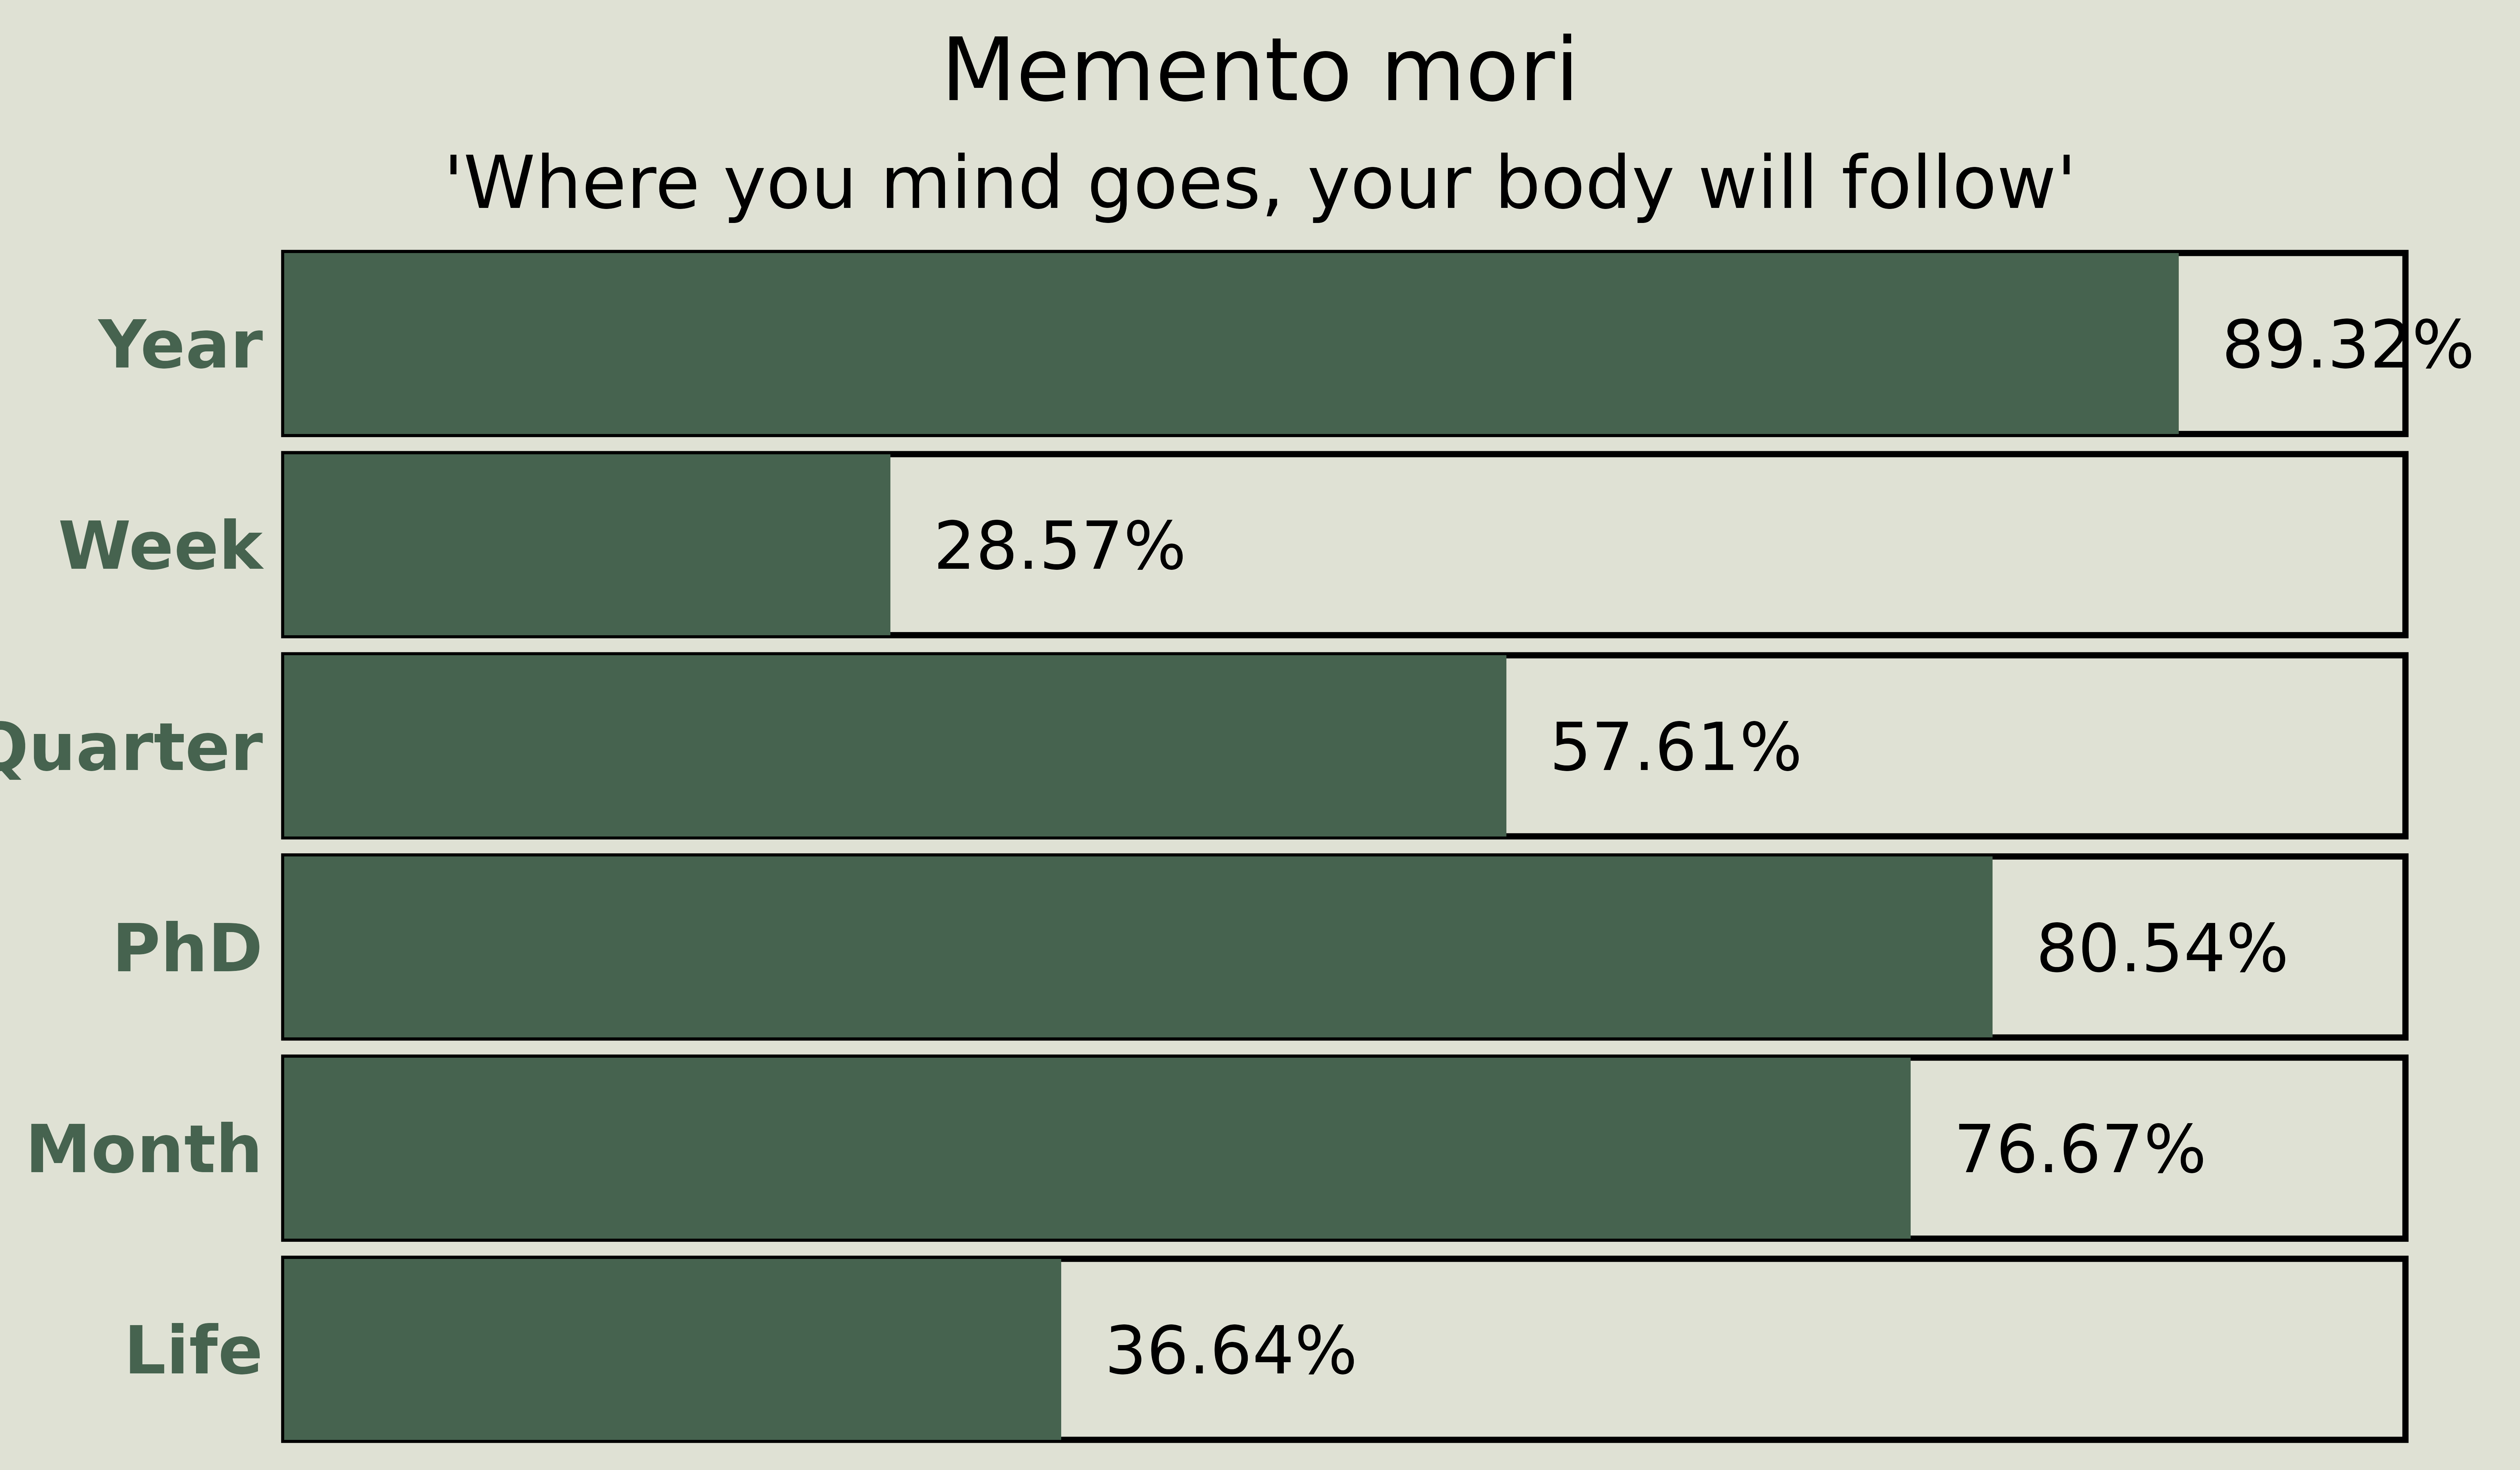 Memento mori
'Where you mind goes, your body will follow'
Year 89.32%
Week 28.57%
Quarter 57.61%
PhD 80.54%
Month 76.67%
Life 36.64%